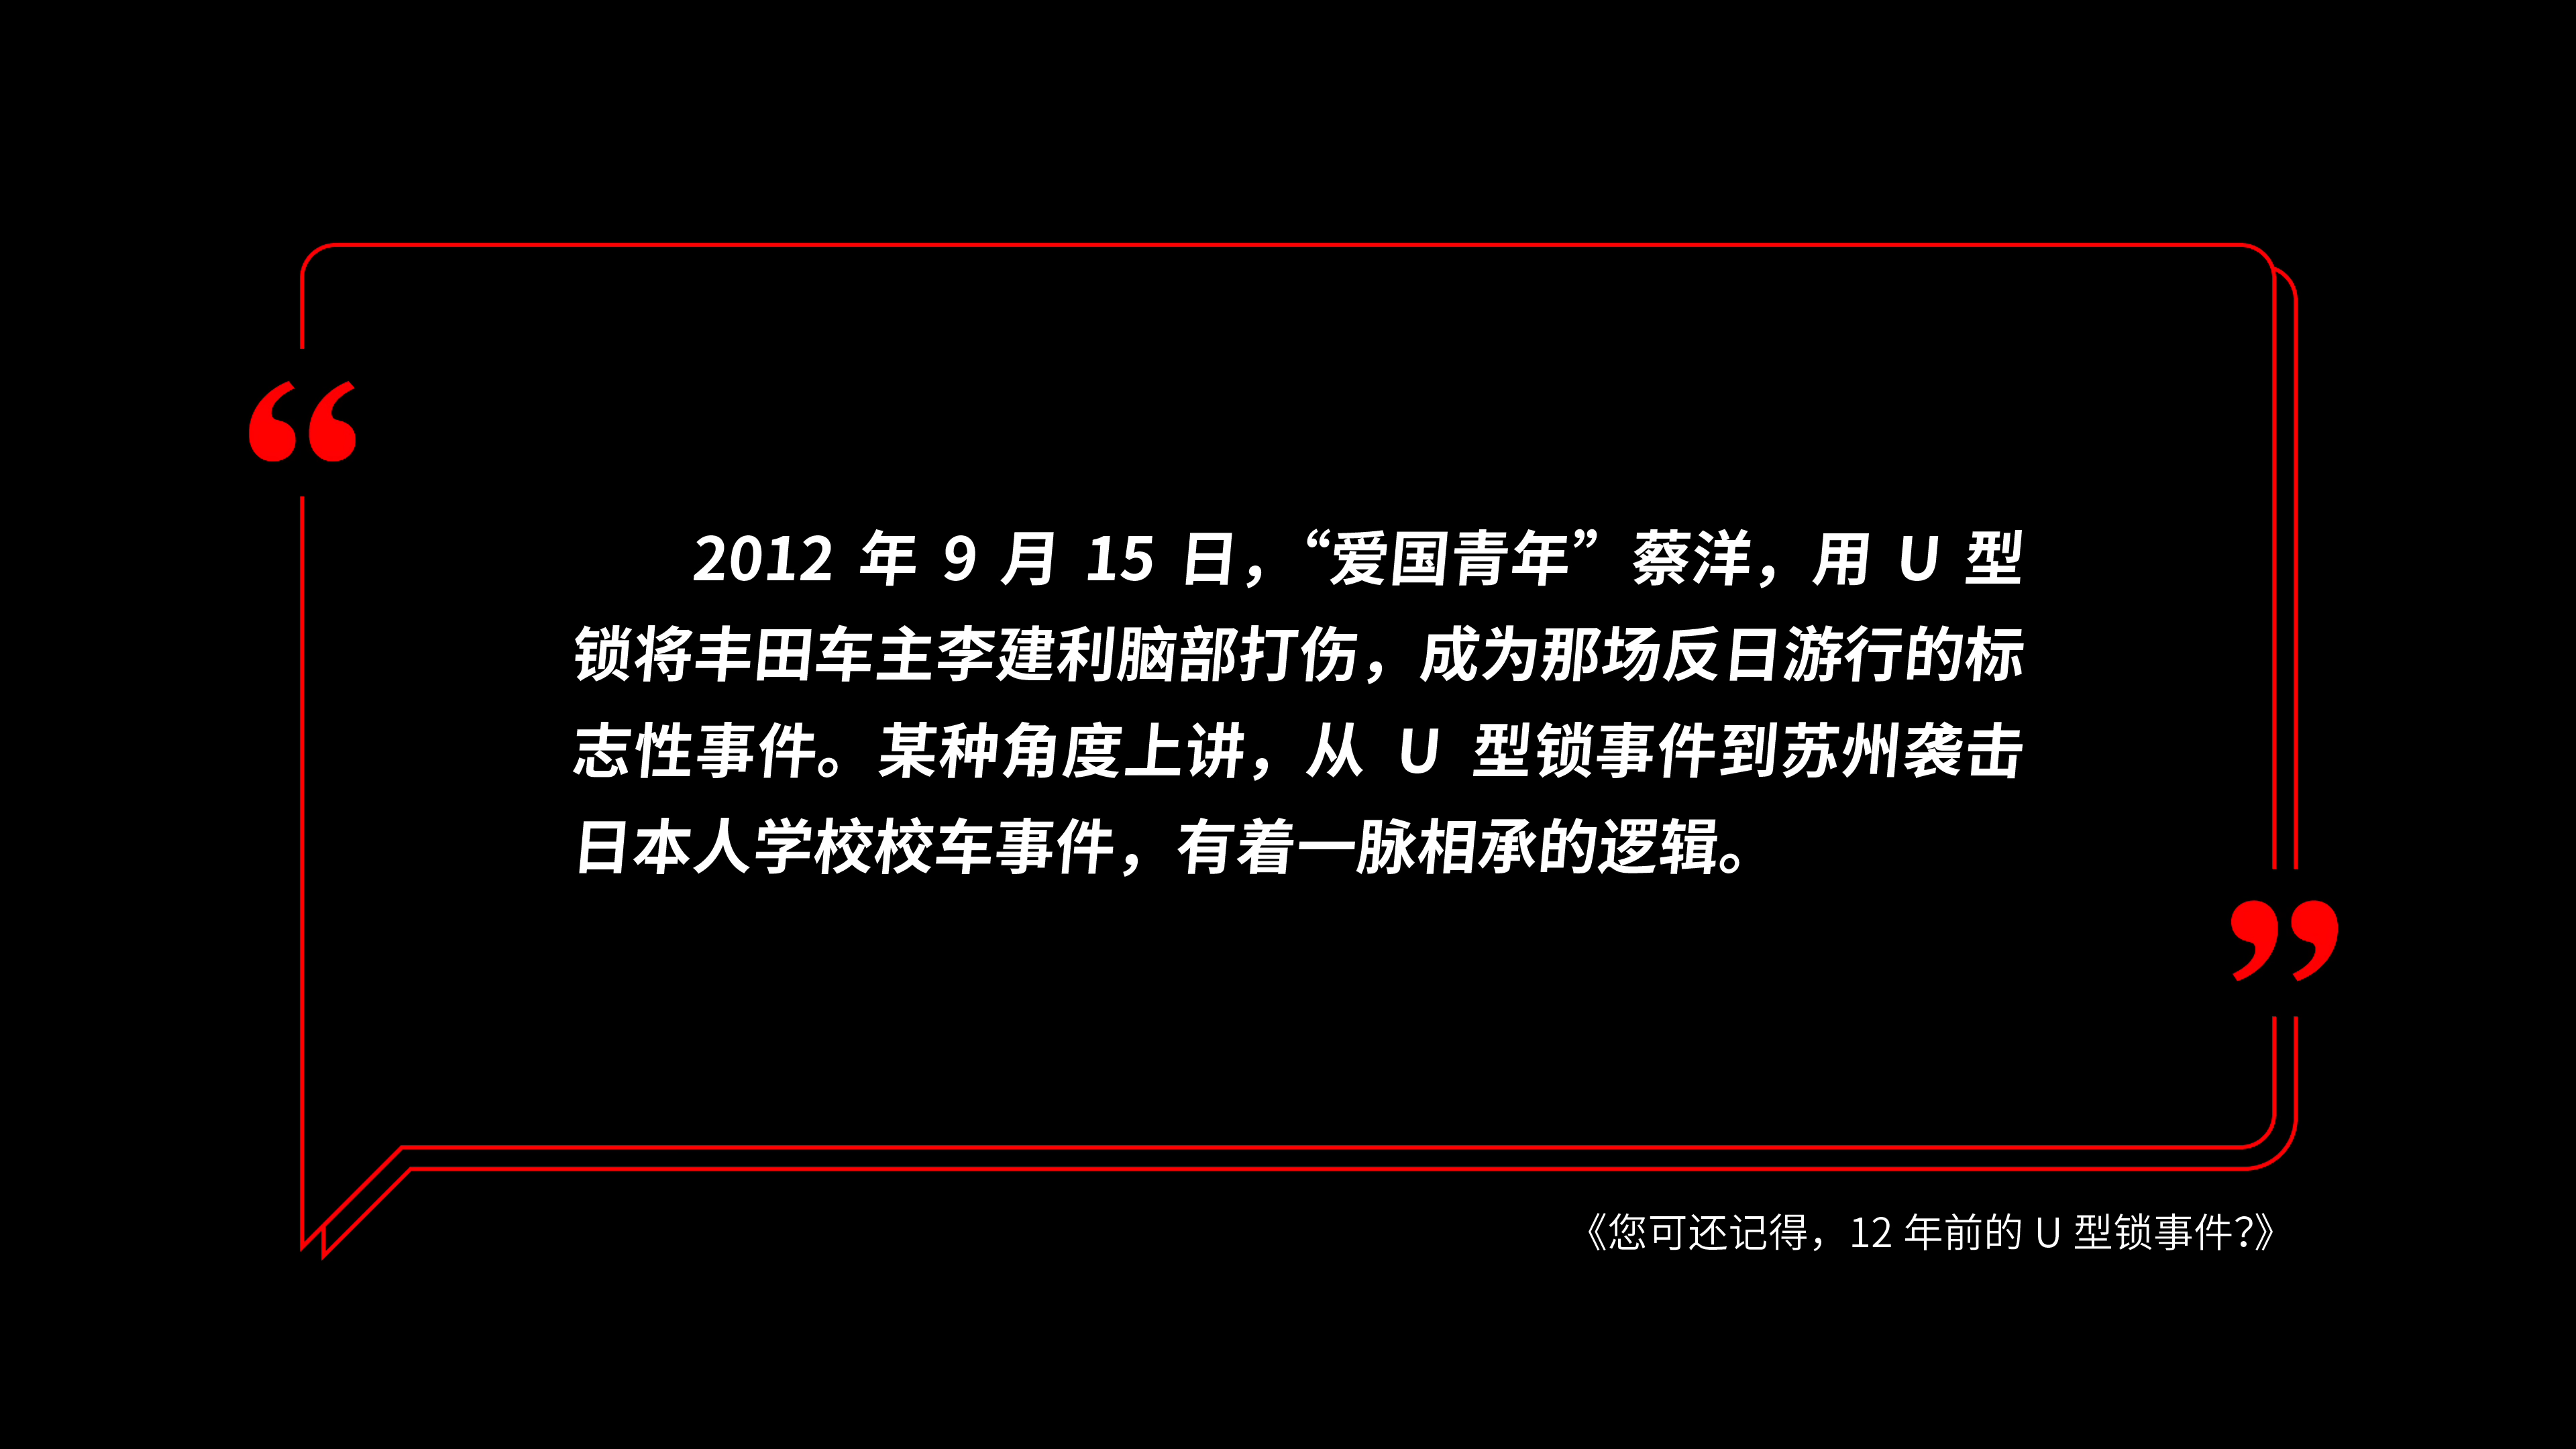 2012 年 9 月 15 日，“爱国青年” 蔡洋，用 U 型
锁将丰田车主李建利脑部打伤，成为那场反日游行的标
志性事件。某种角度上讲，从 U 型锁事件到苏州袭击
日本人学校校车事件，有着一脉相承的逻辑。
《您可还记得，12 年前的 U 型锁事件？》